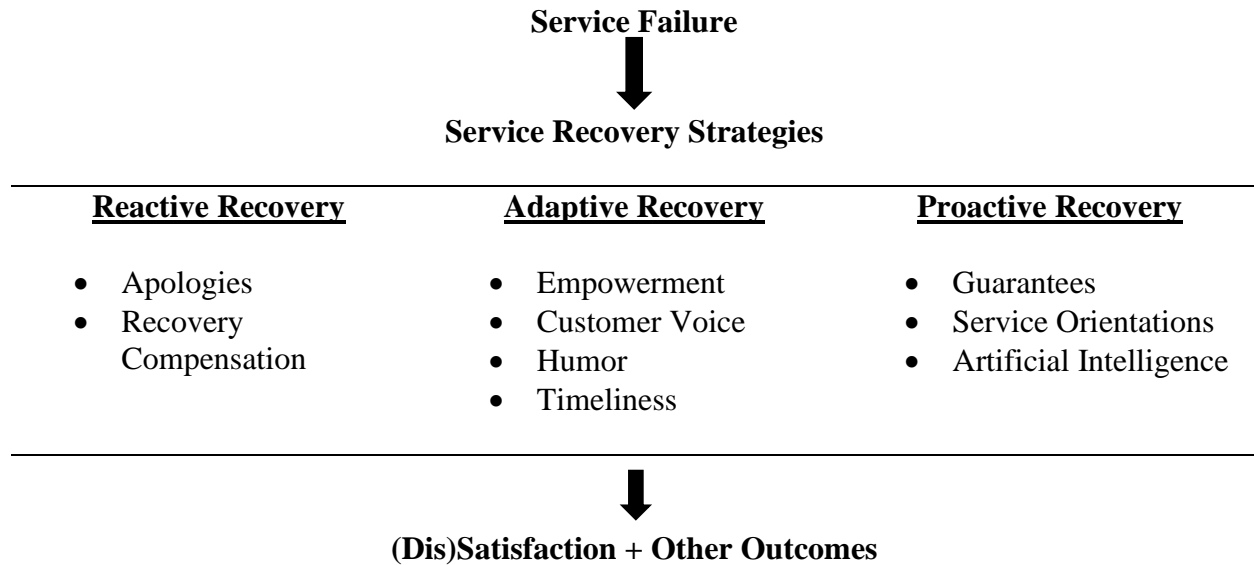 Service Failure
Service Recovery Strategies
Reactive Recovery
• Apologies
• Recovery
Compensation
Adaptive Recovery
• Empowerment
• Customer Voice
• Humor
• Timeliness
Proactive Recovery
• Guarantees
• Service Orientations
• Artificial Intelligence
(Dis)Satisfaction + Other Outcomes